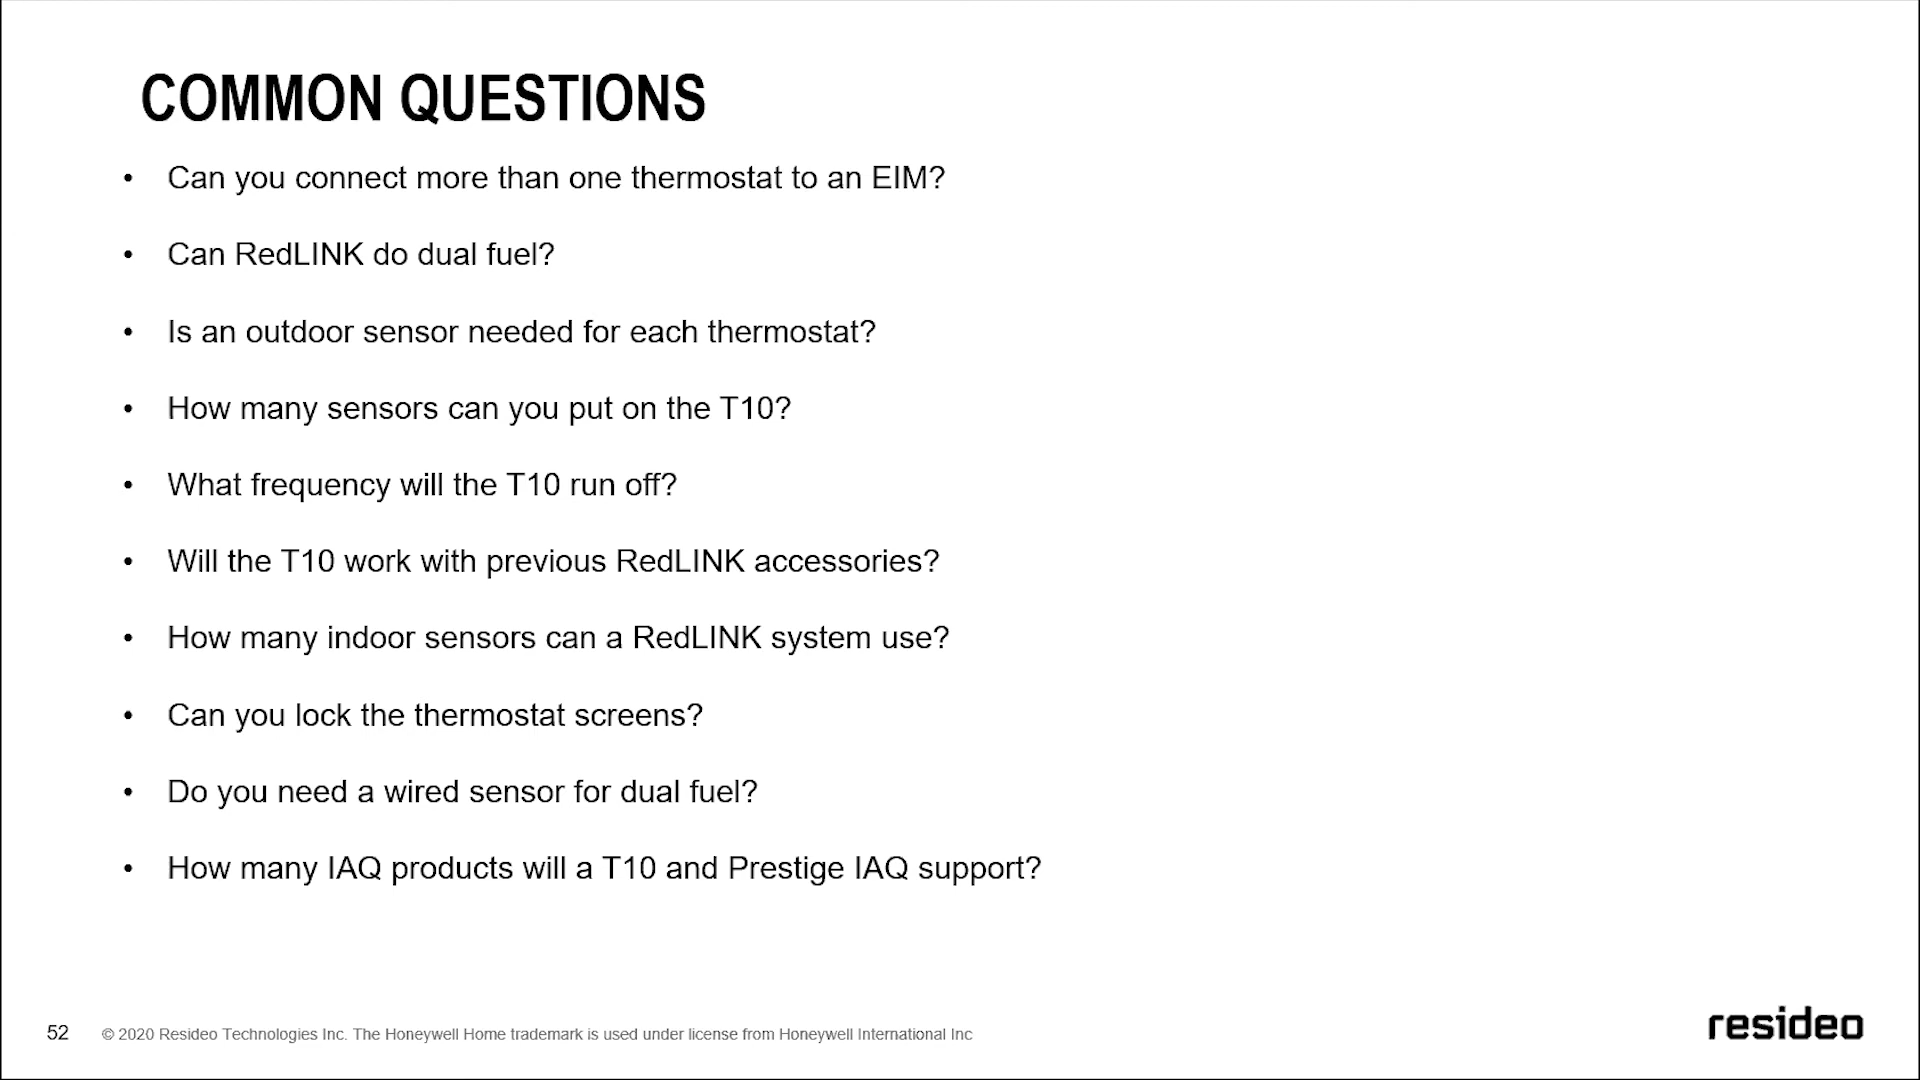 COMMON QUESTIONS
• Can you connect more than one thermostat to an EIM?
• Can RedLINK do dual fuel?
• Is an outdoor sensor needed for each thermostat?
• How many sensors can you put on the T10?
• What frequency will the T10 run off?
• Will the T10 work with previous RedLINK accessories?
• How many indoor sensors can a RedLINK system use?
• Can you lock the thermostat screens?
• Do you need a wired sensor for dual fuel?
• How many IAQ products will a T10 and Prestige IAQ support?
52 © 2020 Resideo Technologies Inc. The Honeywell Home trademark is used under license from Honeywell International Inc
resideo